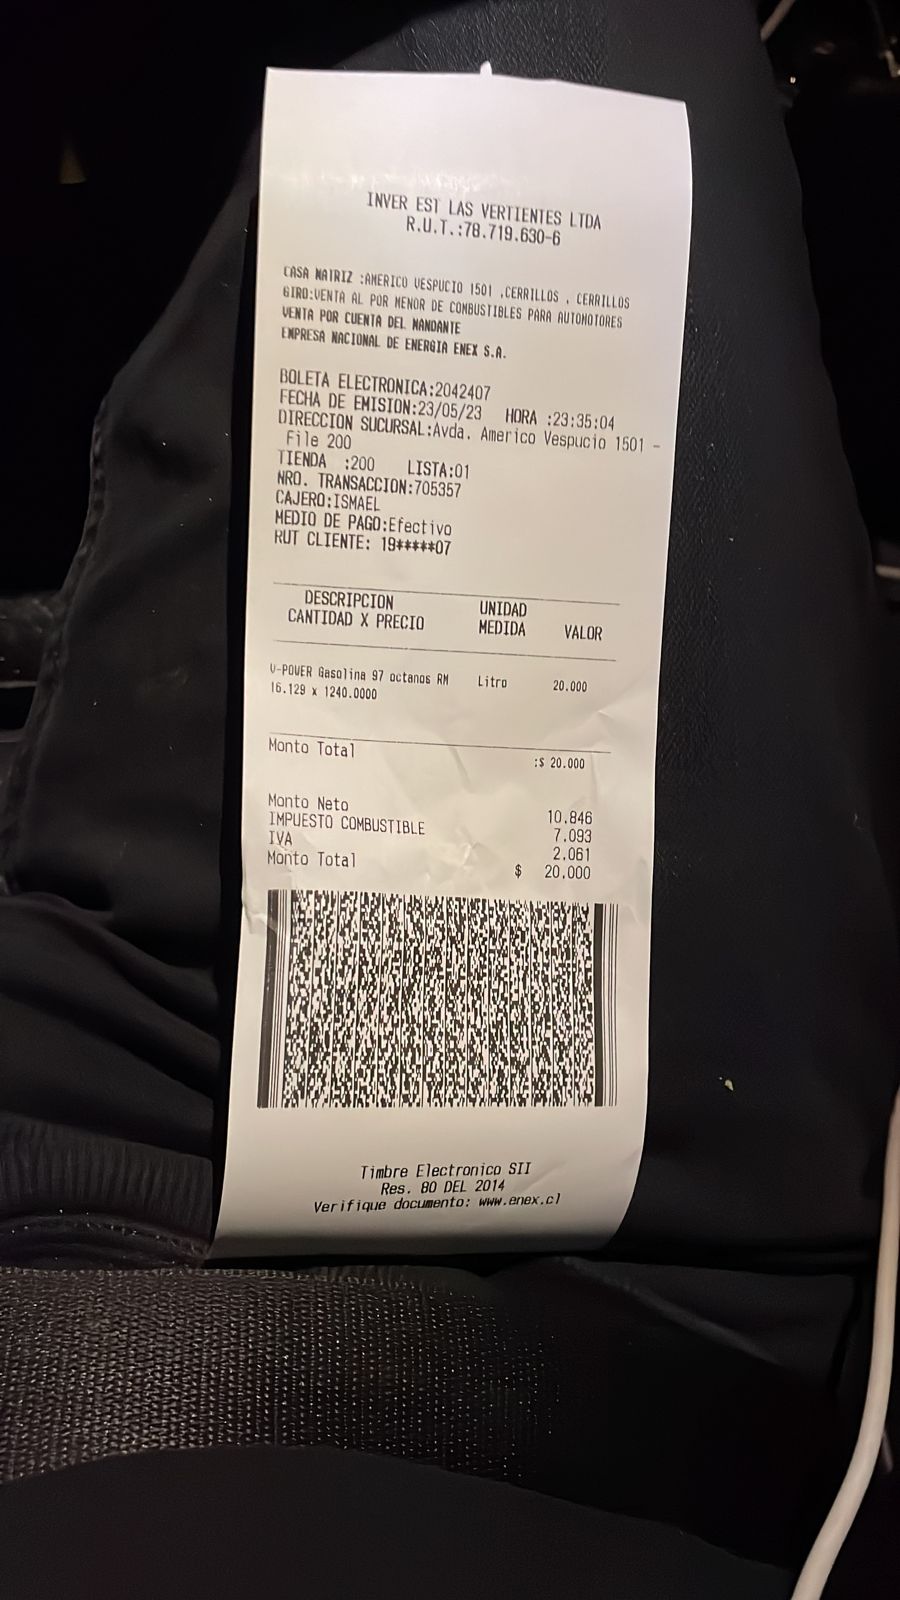 INVER EST LAS VERTIENTES LTDA
R.U.T.:78.719.630-6
CASA MATRIZ :AMERICO VESPUCIO 1501 ,CERRILLOS , CERRILLOS
GIRO:VENTA AL POR MENOR DE COMBUSTIBLES PARA AUTOMOTORES
VENTA POR CUENTA DEL MANDANTE
EMPRESA NACIONAL DE ENERGIA ENEX S.A.
BOLETA ELECTRONICA:2042407
FECHA DE EMISION:23/05/23 HORA :23:35:04
DIRECCION SUCURSAL:Avda. Americo Vespucio 1501 -
File 200
TIENDA :200 LISTA:01
NRO. TRANSACCION:705357
CAJERO:ISMAEL
MEDIO DE PAGO:Efectivo
RUT CLIENTE: 19*****07
DESCRIPCION UNIDAD
CANTIDAD X PRECIO MEDIDA VALOR
V-POWER Gasolina 97 octanos RM Litro 20.000
16.129 x 1240.0000
Monto Total :$ 20.000
Monto Neto 10.846
IMPUESTO COMBUSTIBLE 7.093
IVA 2.061
Monto Total $ 20.000
Timbre Electronico SII
Res. 80 DEL 2014
Verifique documento: www.enex.cl